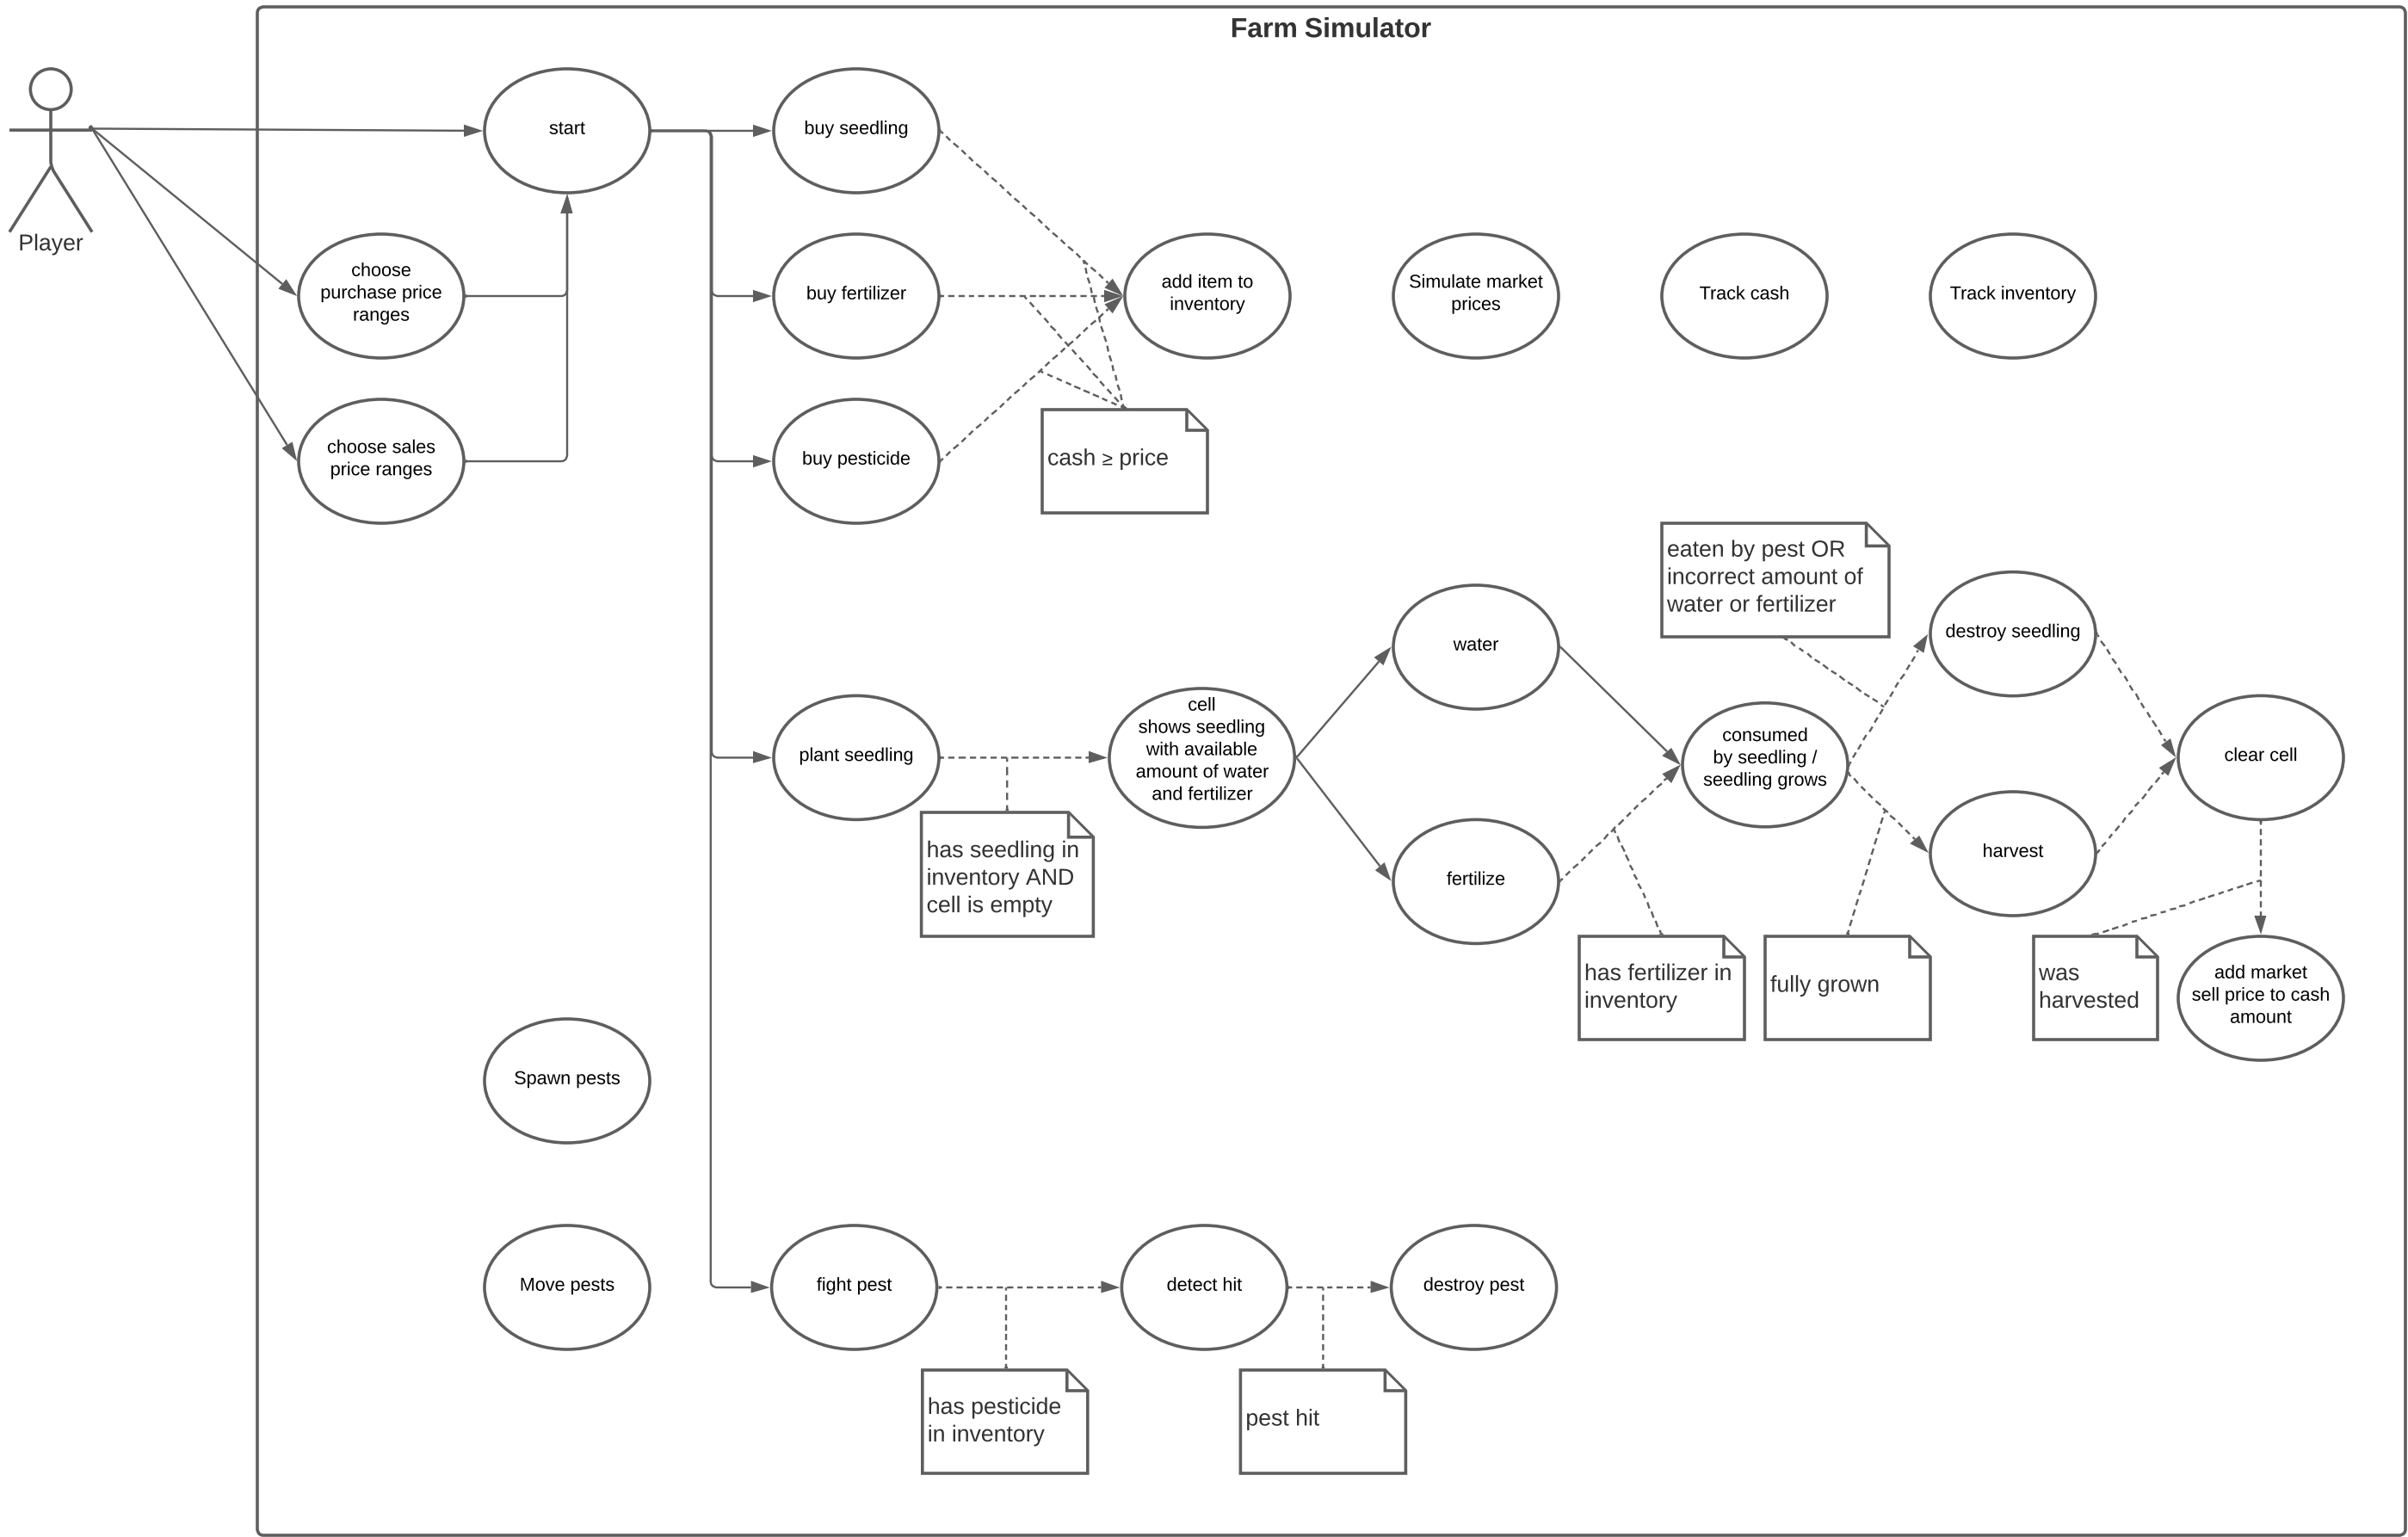 Farm Simulator
Player
start
buy seedling
choose
purchase price
ranges
buy fertilizer
add item to
inventory
Simulate market
prices
Track cash
Track inventory
choose sales
price ranges
buy pesticide
cash ≥ price
eaten by pest OR
incorrect amount of
water or fertilizer
water
destroy seedling
plant seedling
cell
shows seedling
with available
amount of water
and fertilizer
consumed
by seedling /
seedling grows
clear cell
has seedling in
inventory AND
cell is empty
fertilize
harvest
has fertilizer in
inventory
fully grown
was
harvested
add market
sell price to cash
amount
Spawn pests
Move pests
fight pest
detect hit
destroy pest
has pesticide
in inventory
pest hit